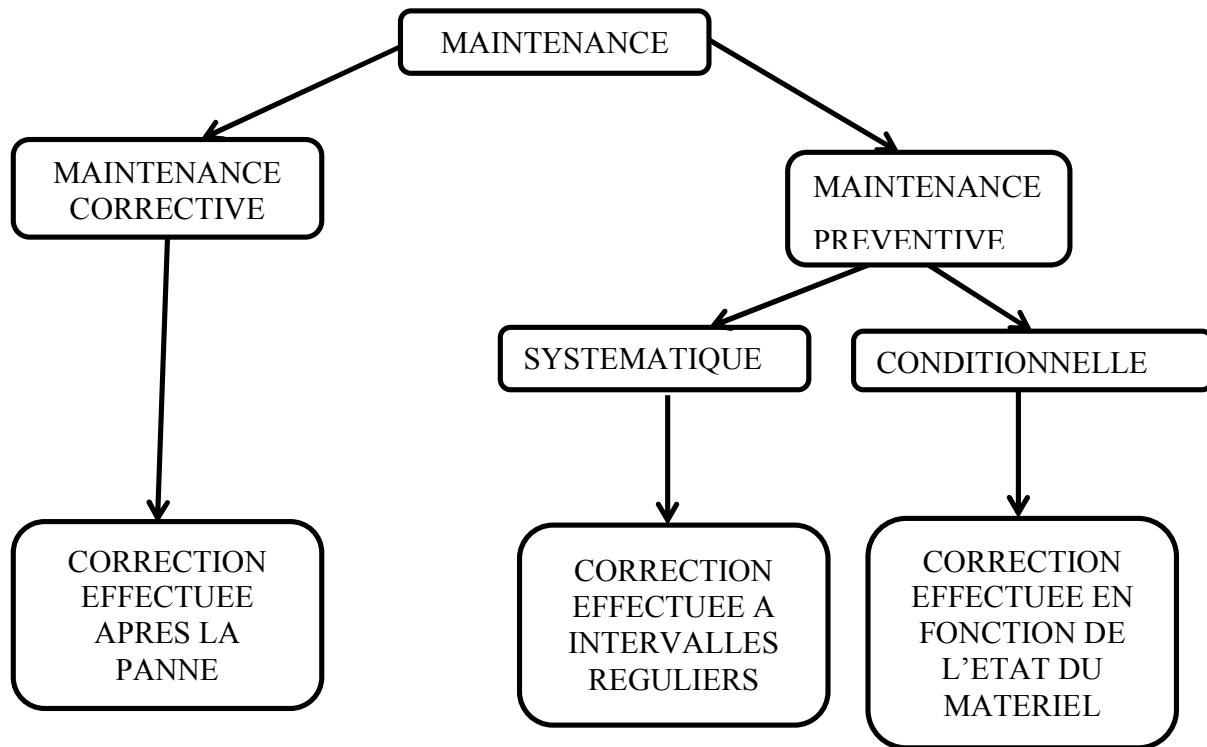 MAINTENANCE
MAINTENANCE
CORRECTIVE
MAINTENANCE
PREVENTIVE
SYSTEMATIQUE
CONDITIONNELLE
CORRECTION
EFFECTUEE
APRES LA
PANNE
CORRECTION
EFFECTUEE A
INTERVALLES
REGULIERS
CORRECTION
EFFECTUEE EN
FONCTION DE
L’ETAT DU
MATERIEL